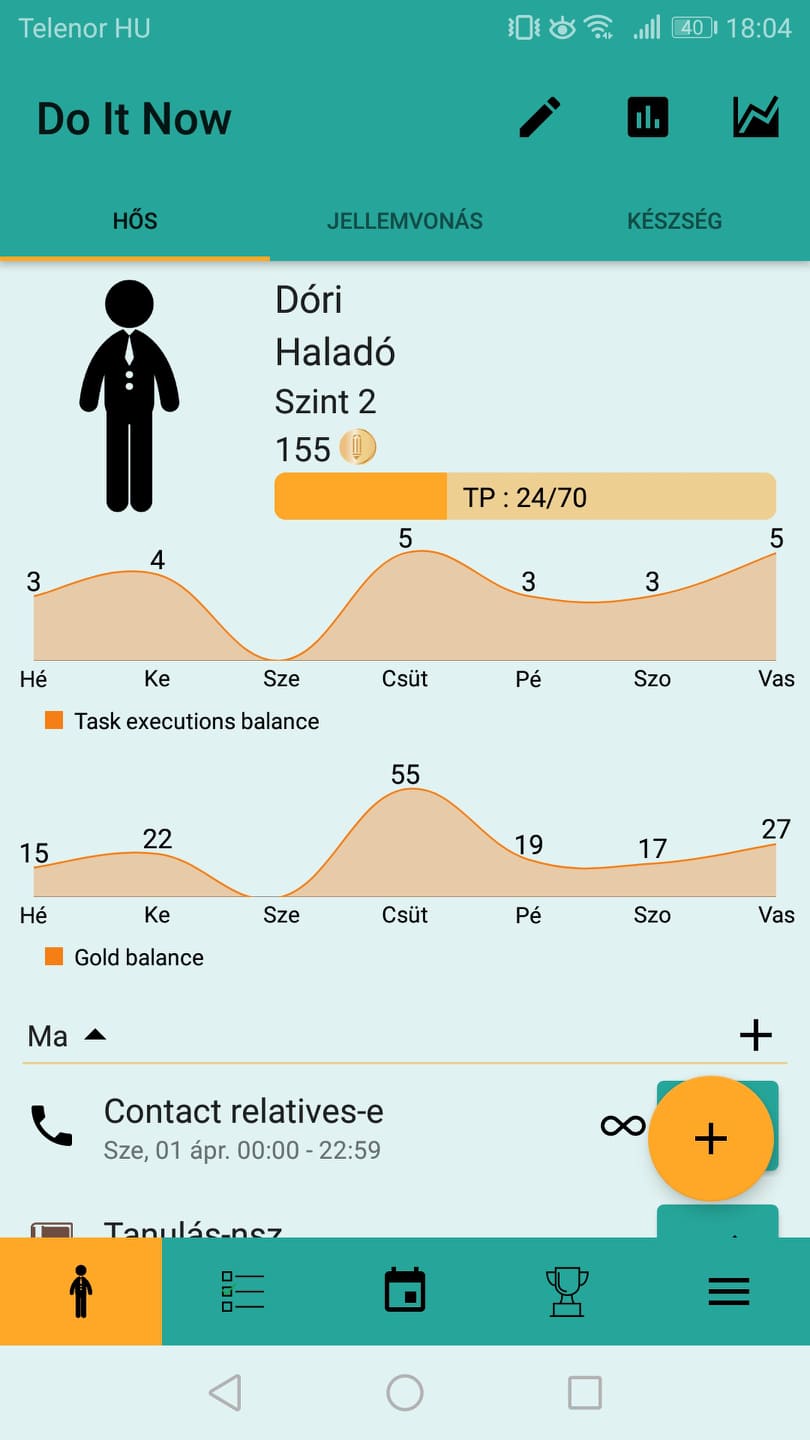 Telenor HU 40 18:04
Do It Now
HŐS JELLEMVONÁS KÉSZSÉG
Dóri
Haladó
Szint 2
155
TP : 24/70
3 4 5 3 3 5
Hé Ke Sze Csüt Pé Szo Vas
Task executions balance
15 22 55 19 17 27
Hé Ke Sze Csüt Pé Szo Vas
Gold balance
Ma
Contact relatives-e
Sze, 01 ápr. 00:00 - 22:59
Tanulás-nsz